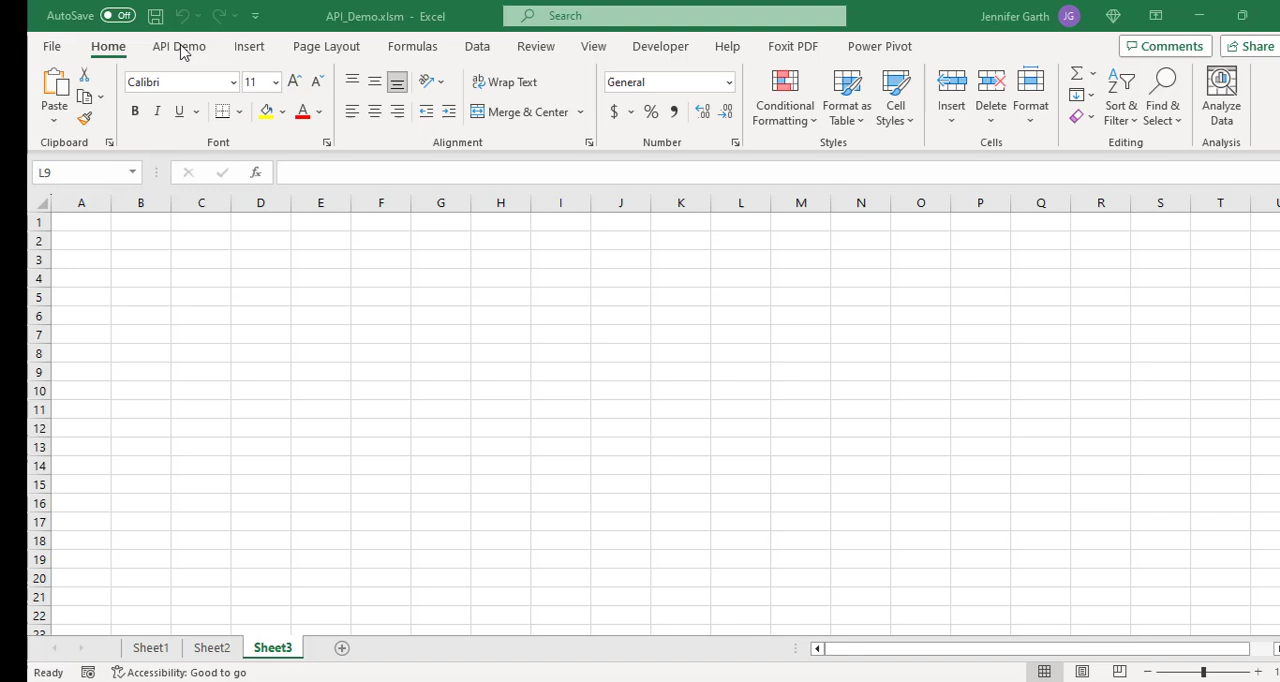 AutoSave Off API_Demo.xlsm - Excel Search Jennifer Garth JG
File Home API Demo Insert Page Layout Formulas Data Review View Developer Help Foxit PDF Power Pivot Comments Share
Calibri 11 Wrap Text General
Paste B I U Merge & Center $ % Conditional Formatting Format as Table Cell Styles Insert Delete Format Sort & Filter Find & Select Analyze Data
Clipboard Font Alignment Number Styles Cells Editing Analysis
L9 fx
A B C D E F G H I J K L M N O P Q R S T
1
2
3
4
5
6
7
8
9
10
11
12
13
14
15
16
17
18
19
20
21
22
Sheet1 Sheet2 Sheet3
Ready Accessibility: Good to go